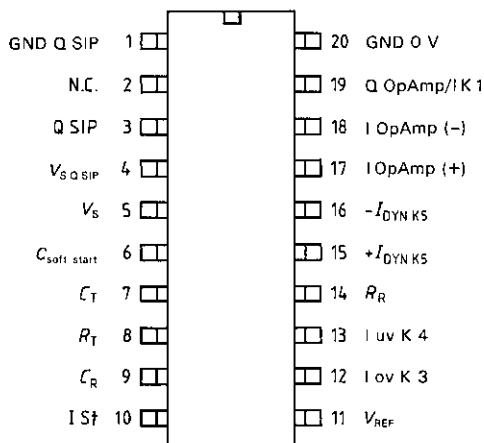 GND Q SIP 1 20 GND 0 V
N.C. 2 19 Q OpAmp/I K 1
Q SIP 3 18 I OpAmp (–)
VS Q SIP 4 17 I OpAmp (+)
VS 5 16 –IDYN K5
Csoft start 6 15 +IDYN K5
CT 7 14 RR
RT 8 13 I uv K 4
CR 9 12 I ov K 3
I St 10 11 VREF